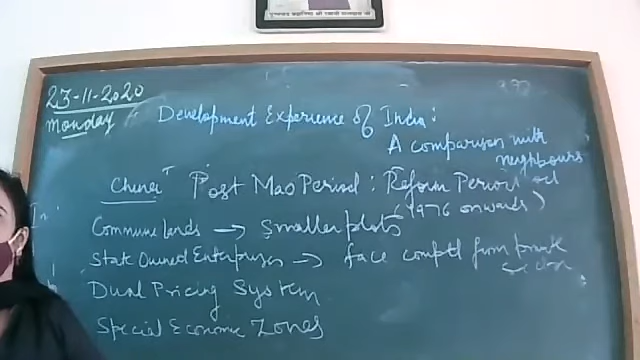 23-11-2020
Monday
Development Experience of India:
A comparison with
neighbours
China Post Mao Period: Reform Period
(1976 onwards)
Commune lands → smaller plots
State Owned Enterprises → face comptn from private
sector
Dual Pricing System
Special Economic Zones